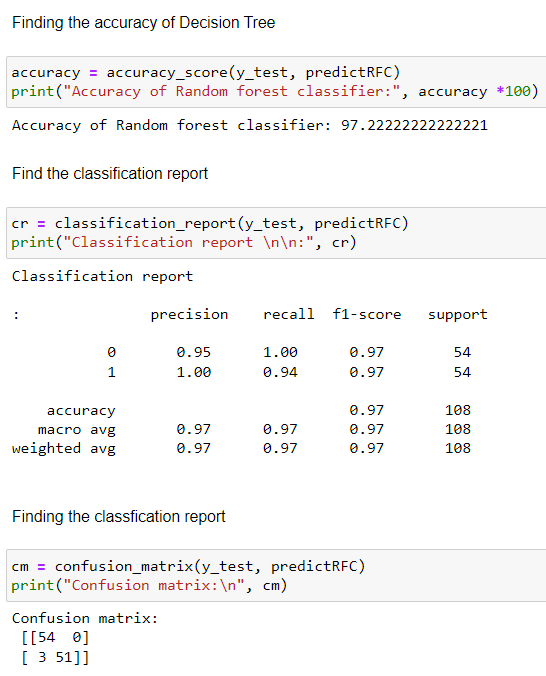 Finding the accuracy of Decision Tree
accuracy = accuracy_score(y_test, predictRFC)
print("Accuracy of Random forest classifier:", accuracy *100)
Accuracy of Random forest classifier: 97.22222222222221
Find the classification report
cr = classification_report(y_test, predictRFC)
print("Classification report \n\n:", cr)
Classification report
: precision recall f1-score support
0 0.95 1.00 0.97 54
1 1.00 0.94 0.97 54
accuracy 0.97 108
macro avg 0.97 0.97 0.97 108
weighted avg 0.97 0.97 0.97 108
Finding the classfication report
cm = confusion_matrix(y_test, predictRFC)
print("Confusion matrix:\n", cm)
Confusion matrix:
[[54 0]
[ 3 51]]